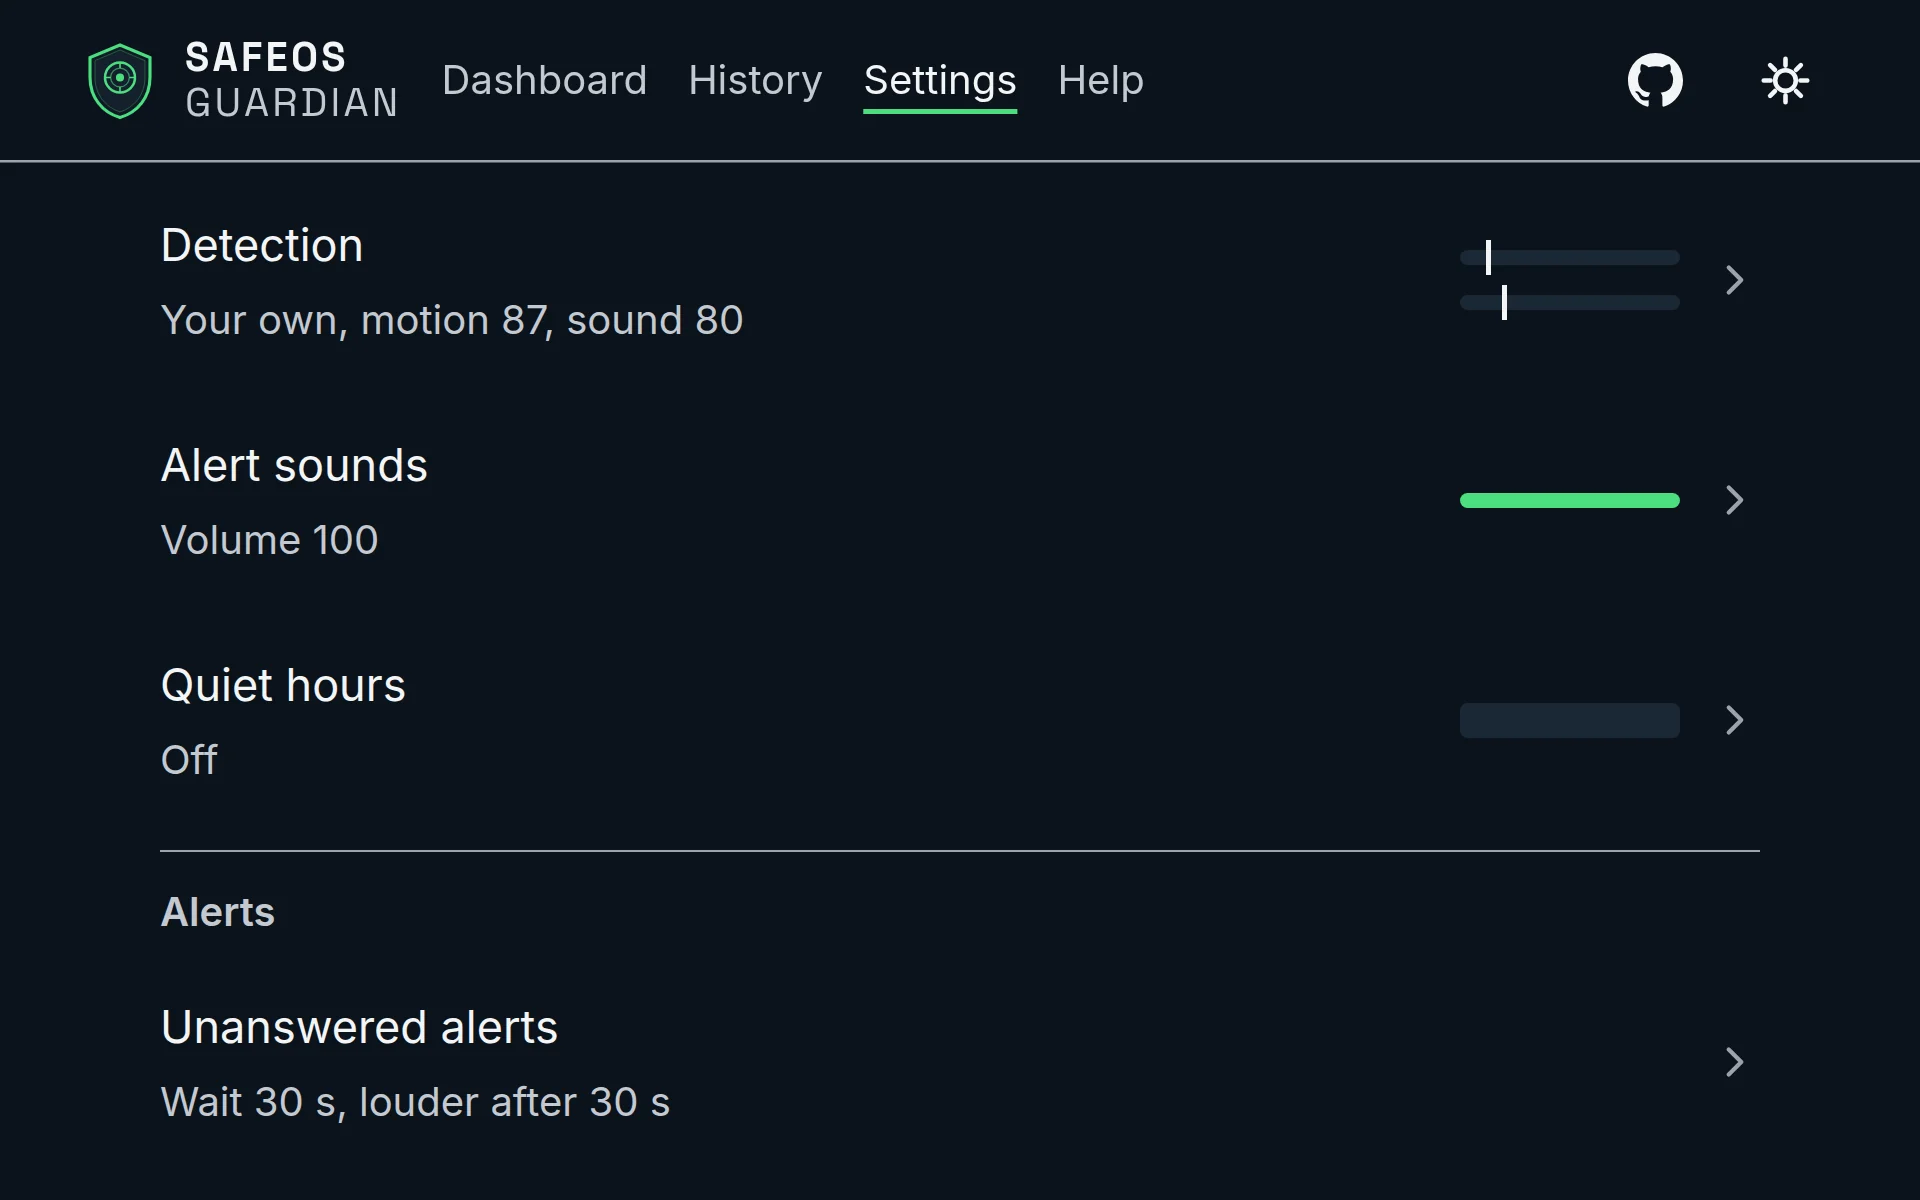 SAFEOS
GUARDIAN
Dashboard
History
Settings
Help
Detection
Your own, motion 87, sound 80
Alert sounds
Volume 100
Quiet hours
Off
Alerts
Unanswered alerts
Wait 30 s, louder after 30 s